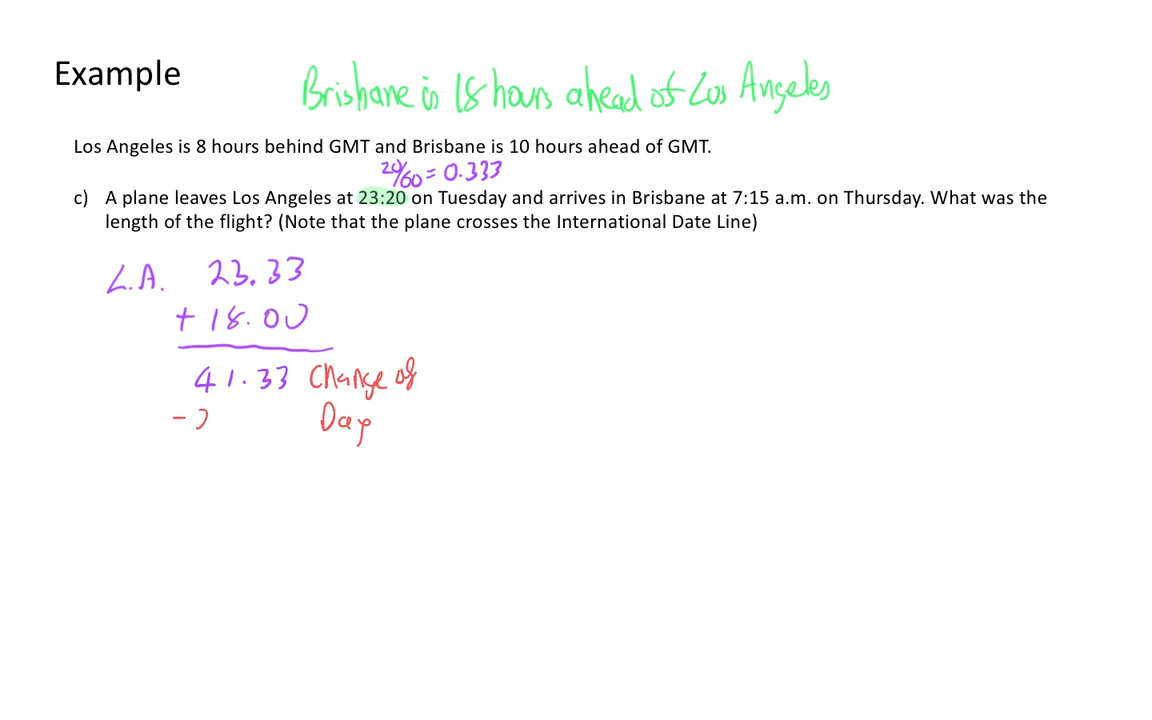 Example
Brisbane is 18 hours ahead of Los Angeles
Los Angeles is 8 hours behind GMT and Brisbane is 10 hours ahead of GMT.
20/60 = 0.333
c) A plane leaves Los Angeles at 23:20 on Tuesday and arrives in Brisbane at 7:15 a.m. on Thursday. What was the
length of the flight? (Note that the plane crosses the International Date Line)
L.A. 23.33
+ 18.00
41.33 Change of
- Day